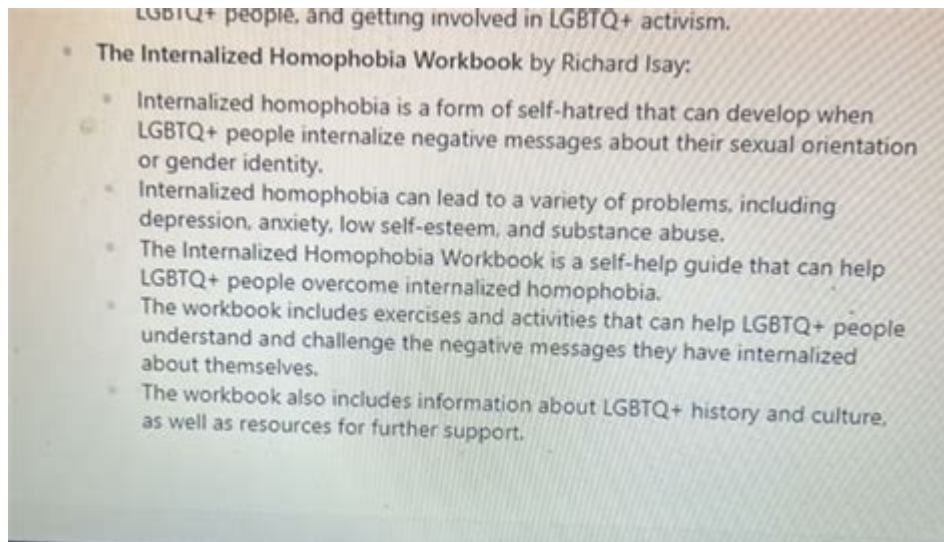 LGBTQ+ people, and getting involved in LGBTQ+ activism.
The Internalized Homophobia Workbook by Richard Isay:
Internalized homophobia is a form of self-hatred that can develop when
LGBTQ+ people internalize negative messages about their sexual orientation
or gender identity.
Internalized homophobia can lead to a variety of problems, including
depression, anxiety, low self-esteem, and substance abuse.
The Internalized Homophobia Workbook is a self-help guide that can help
LGBTQ+ people overcome internalized homophobia.
The workbook includes exercises and activities that can help LGBTQ+ people
understand and challenge the negative messages they have internalized
about themselves.
The workbook also includes information about LGBTQ+ history and culture,
as well as resources for further support.